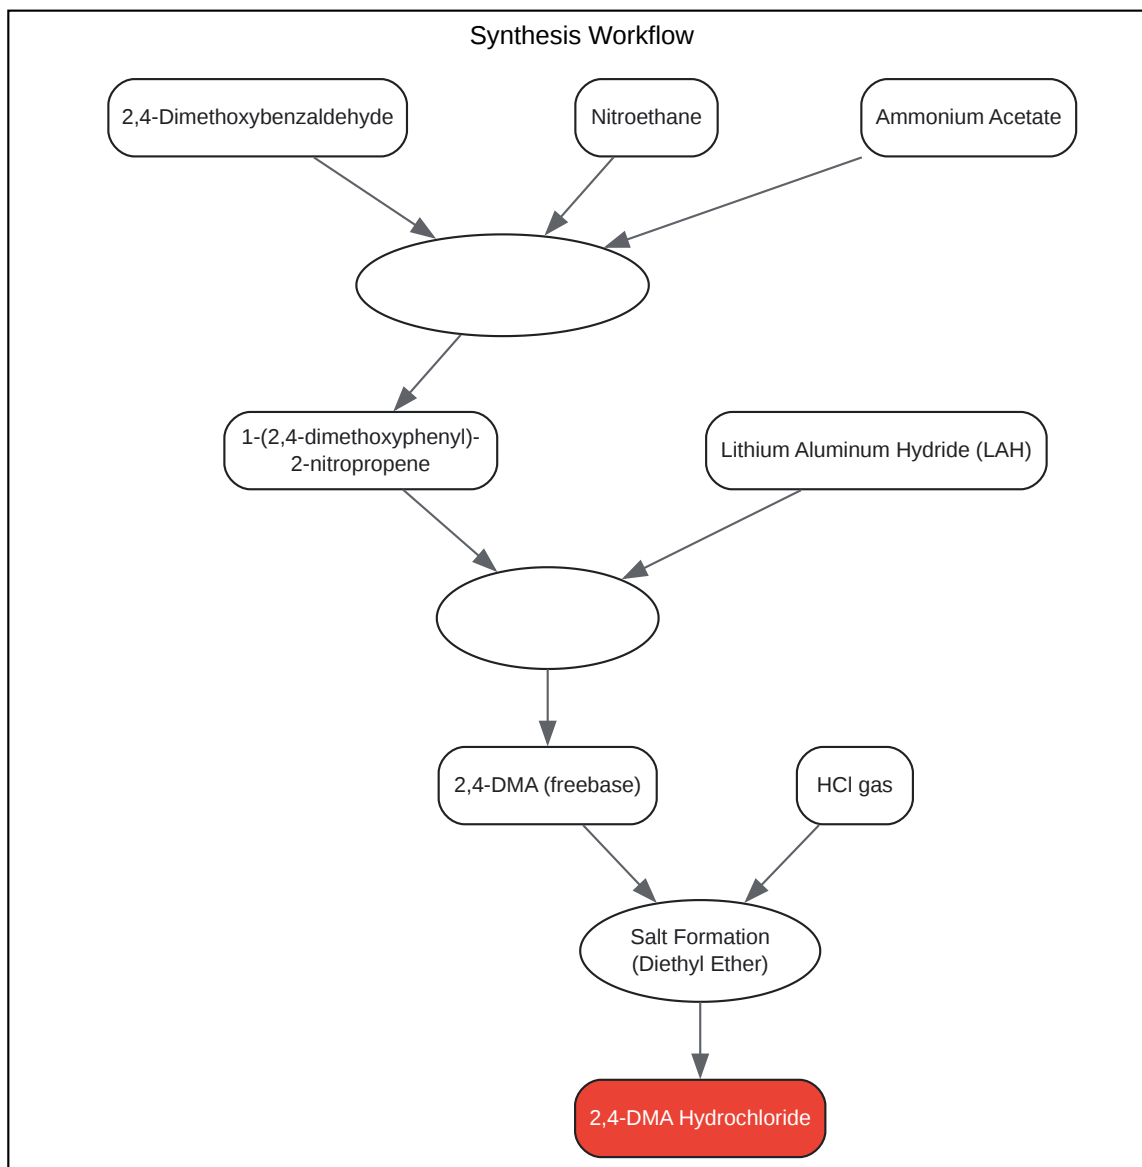 Synthesis Workflow
2,4-Dimethoxybenzaldehyde
Nitroethane
Ammonium Acetate
1-(2,4-dimethoxyphenyl)-
2-nitropropene
Lithium Aluminum Hydride (LAH)
2,4-DMA (freebase)
HCl gas
Salt Formation
(Diethyl Ether)
2,4-DMA Hydrochloride